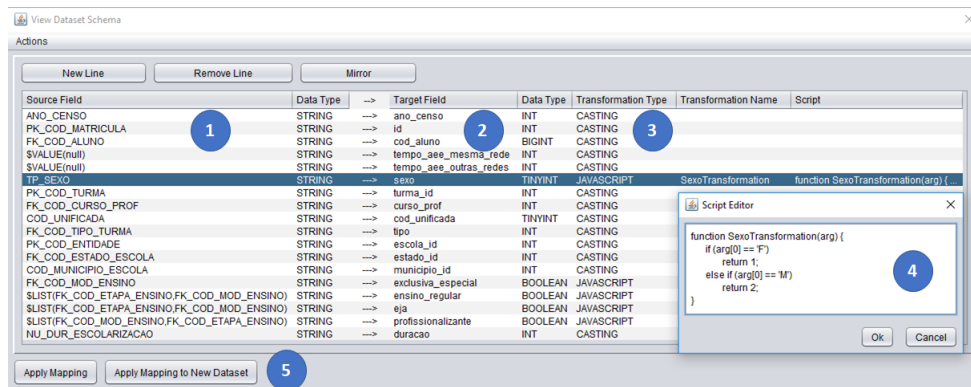 View Dataset Schema
Actions
New Line Remove Line Mirror
Source Field Data Type --> Target Field Data Type Transformation Type Transformation Name Script
ANO_CENSO STRING ---> ano_censo INT CASTING
PK_COD_MATRICULA STRING ---> id INT CASTING
FK_COD_ALUNO STRING ---> cod_aluno BIGINT CASTING
$VALUE(null) STRING ---> tempo_aee_mesma_rede INT CASTING
$VALUE(null) STRING ---> tempo_aee_outras_redes INT CASTING
TP_SEXO STRING ---> sexo TINYINT JAVASCRIPT SexoTransformation function SexoTransformation(arg) { ...
PK_COD_TURMA STRING ---> turma_id INT CASTING
FK_COD_CURSO_PROF STRING ---> curso_prof INT CASTING
COD_UNIFICADA STRING ---> cod_unificada TINYINT CASTING
FK_COD_TIPO_TURMA STRING ---> tipo INT CASTING
PK_COD_ENTIDADE STRING ---> escola_id INT CASTING
FK_COD_ESTADO_ESCOLA STRING ---> estado_id INT CASTING
COD_MUNICIPIO_ESCOLA STRING ---> municipio_id INT CASTING
FK_COD_MOD_ENSINO STRING ---> exclusiva_especial BOOLEAN JAVASCRIPT
$LIST(FK_COD_ETAPA_ENSINO,FK_COD_MOD_ENSINO) STRING ---> ensino_regular BOOLEAN JAVASCRIPT
$LIST(FK_COD_ETAPA_ENSINO,FK_COD_MOD_ENSINO) STRING ---> eja BOOLEAN JAVASCRIPT
$LIST(FK_COD_MOD_ENSINO,FK_COD_ETAPA_ENSINO) STRING ---> profissionalizante BOOLEAN JAVASCRIPT
NU_DUR_ESCOLARIZACAO STRING ---> duracao INT CASTING
1
2
3
Script Editor
function SexoTransformation(arg) {
if (arg[0] == 'F')
return 1;
else if (arg[0] == 'M')
return 2;
}
4
Ok Cancel
Apply Mapping Apply Mapping to New Dataset 5